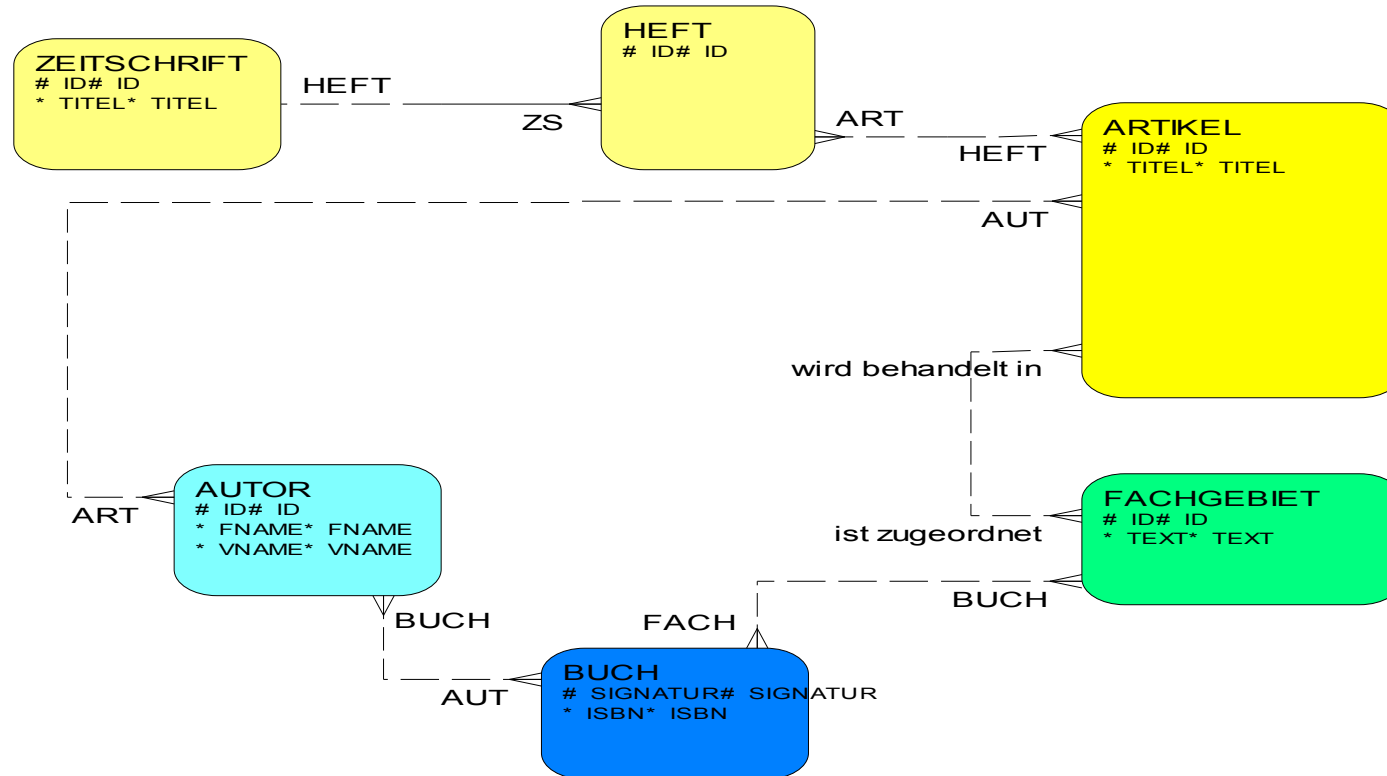 ZEITSCHRIFT
# ID# ID
* TITEL* TITEL
HEFT
ZS
HEFT
# ID# ID
ART
HEFT
ARTIKEL
# ID# ID
* TITEL* TITEL
AUT
wird behandelt in
ART
AUTOR
# ID# ID
* FNAME* FNAME
* VNAME* VNAME
ist zugeordnet
FACHGEBIET
# ID# ID
* TEXT* TEXT
BUCH
BUCH
FACH
AUT
BUCH
# SIGNATUR# SIGNATUR
* ISBN* ISBN